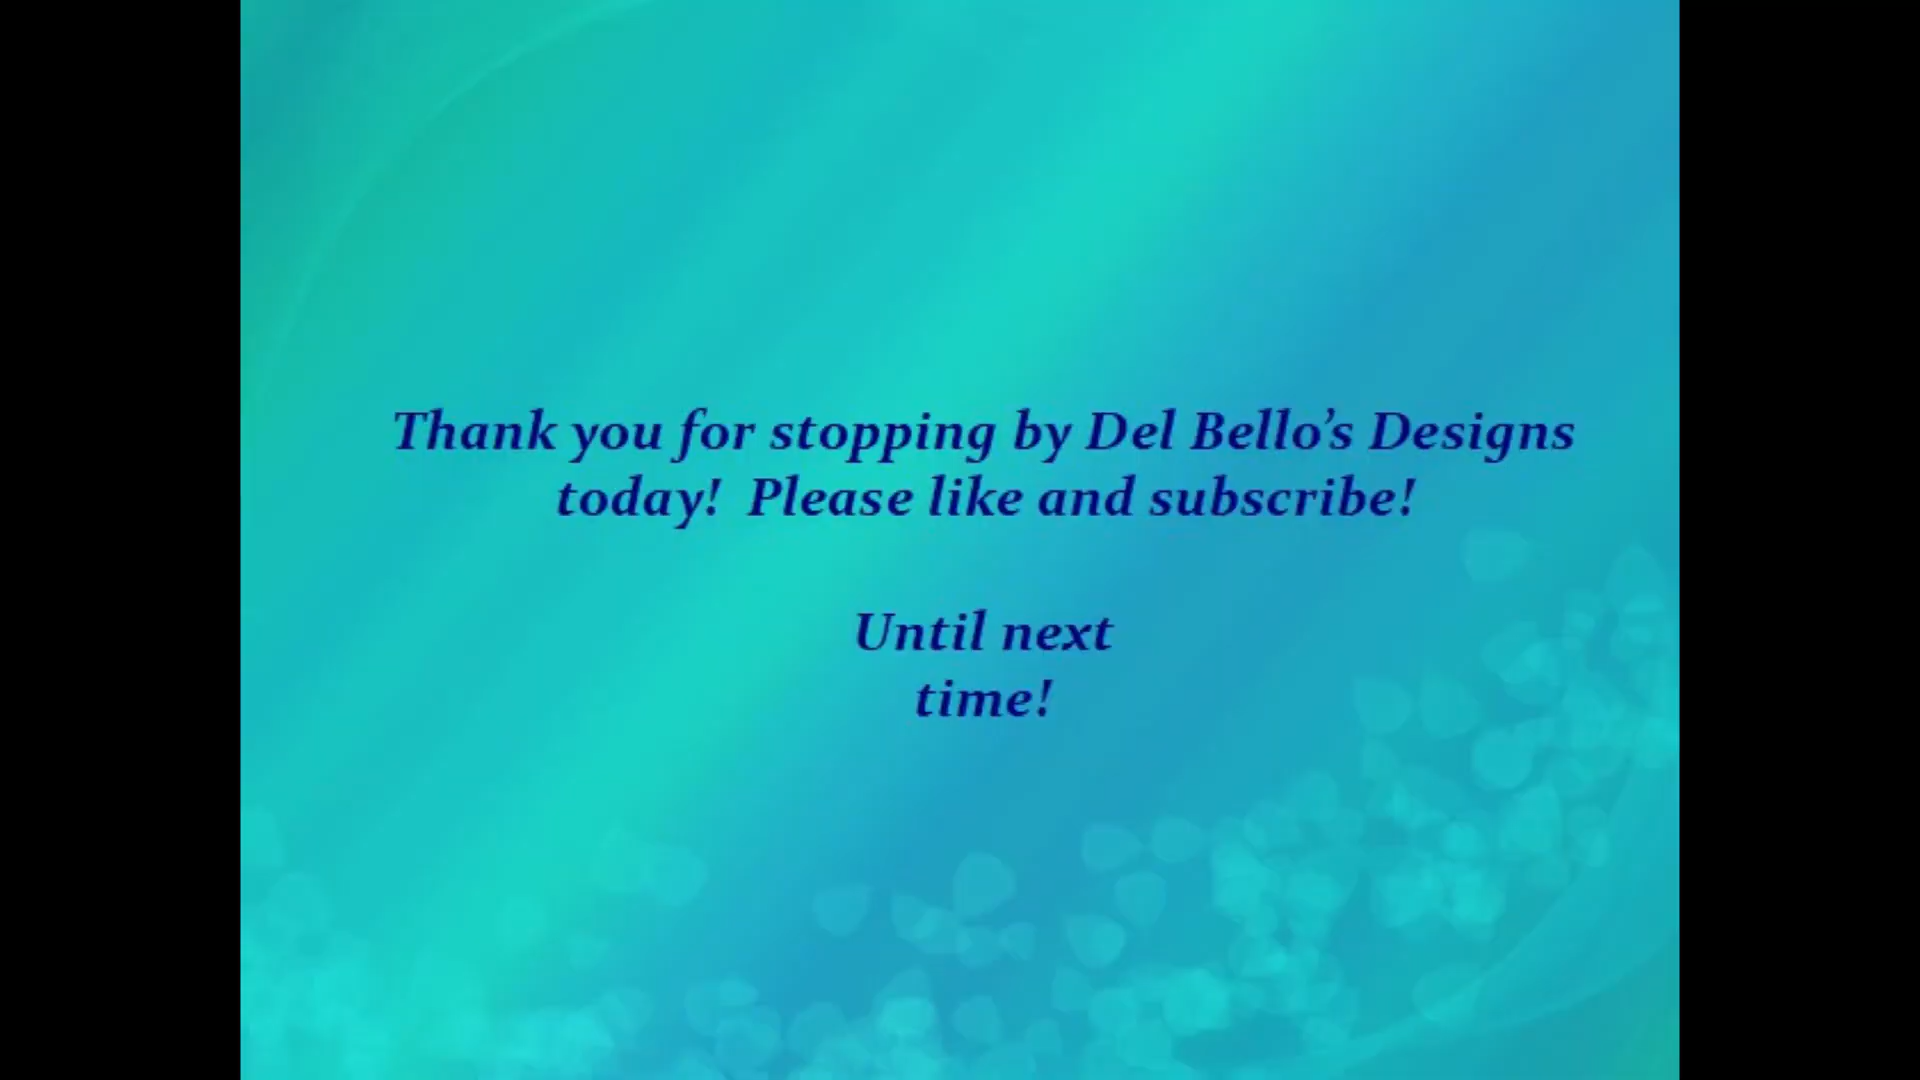 Thank you for stopping by Del Bello’s Designs
today!  Please like and subscribe!
Until next
time!